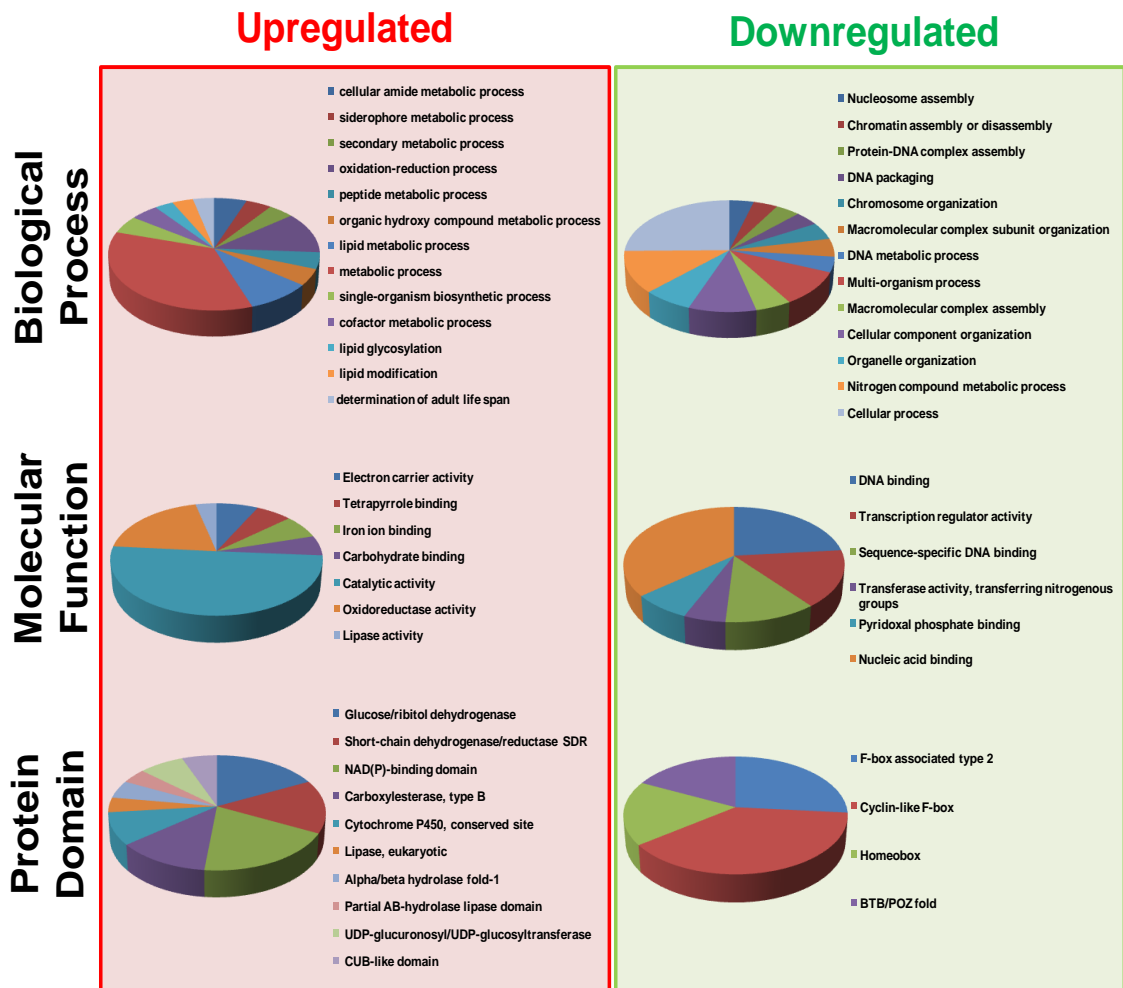 Upregulated
Downregulated
Biological
Process
cellular amide metabolic process
siderophore metabolic process
secondary metabolic process
oxidation-reduction process
peptide metabolic process
organic hydroxy compound metabolic process
lipid metabolic process
metabolic process
single-organism biosynthetic process
cofactor metabolic process
lipid glycosylation
lipid modification
determination of adult life span
Nucleosome assembly
Chromatin assembly or disassembly
Protein-DNA complex assembly
DNA packaging
Chromosome organization
Macromolecular complex subunit organization
DNA metabolic process
Multi-organism process
Macromolecular complex assembly
Cellular component organization
Organelle organization
Nitrogen compound metabolic process
Cellular process
Molecular
Function
Electron carrier activity
Tetrapyrrole binding
Iron ion binding
Carbohydrate binding
Catalytic activity
Oxidoreductase activity
Lipase activity
DNA binding
Transcription regulator activity
Sequence-specific DNA binding
Transferase activity, transferring nitrogenous
groups
Pyridoxal phosphate binding
Nucleic acid binding
Protein
Domain
Glucose/ribitol dehydrogenase
Short-chain dehydrogenase/reductase SDR
NAD(P)-binding domain
Carboxylesterase, type B
Cytochrome P450, conserved site
Lipase, eukaryotic
Alpha/beta hydrolase fold-1
Partial AB-hydrolase lipase domain
UDP-glucuronosyl/UDP-glucosyltransferase
CUB-like domain
F-box associated type 2
Cyclin-like F-box
Homeobox
BTB/POZ fold